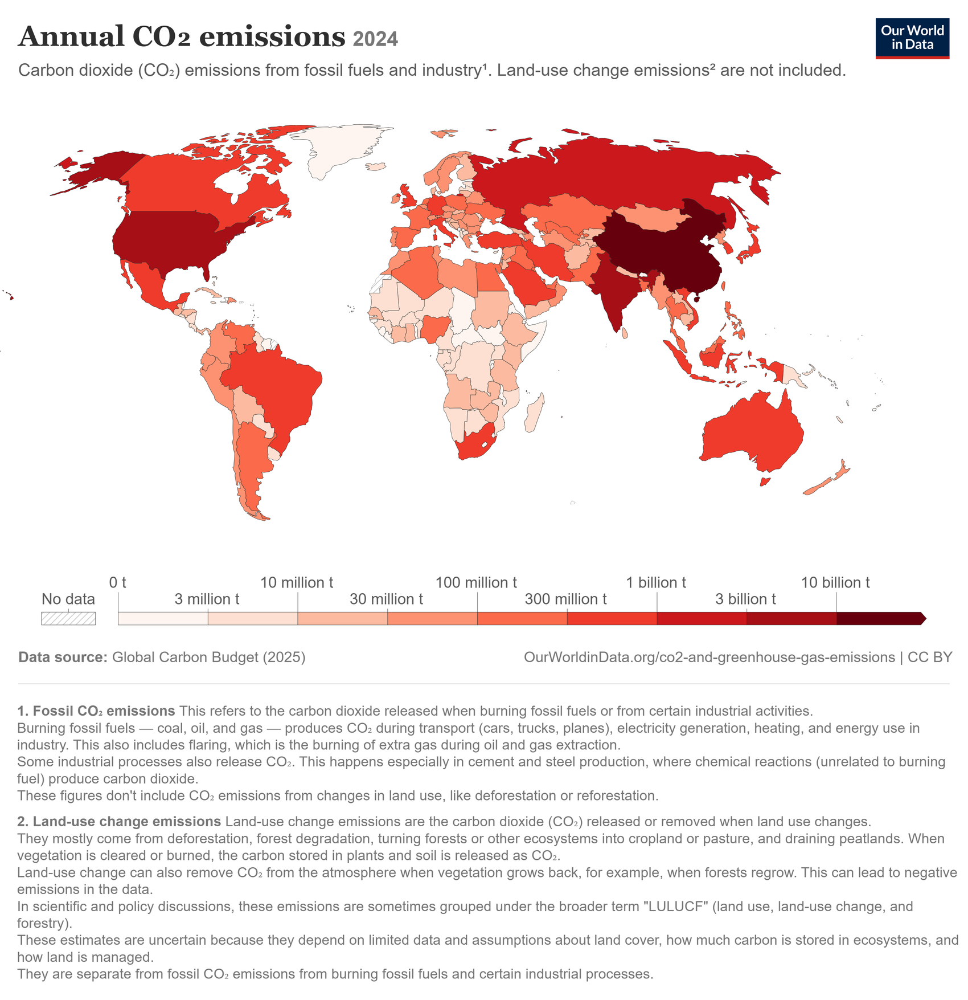 Annual CO₂ emissions 2024
Our World
in Data
Carbon dioxide (CO₂) emissions from fossil fuels and industry¹. Land-use change emissions² are not included.
0 t
10 million t
100 million t
1 billion t
10 billion t
No data
3 million t
30 million t
300 million t
3 billion t
Data source: Global Carbon Budget (2025)
OurWorldinData.org/co2-and-greenhouse-gas-emissions | CC BY
1. Fossil CO₂ emissions This refers to the carbon dioxide released when burning fossil fuels or from certain industrial activities.
Burning fossil fuels — coal, oil, and gas — produces CO₂ during transport (cars, trucks, planes), electricity generation, heating, and energy use in
industry. This also includes flaring, which is the burning of extra gas during oil and gas extraction.
Some industrial processes also release CO₂. This happens especially in cement and steel production, where chemical reactions (unrelated to burning
fuel) produce carbon dioxide.
These figures don't include CO₂ emissions from changes in land use, like deforestation or reforestation.
2. Land-use change emissions Land-use change emissions are the carbon dioxide (CO₂) released or removed when land use changes.
They mostly come from deforestation, forest degradation, turning forests or other ecosystems into cropland or pasture, and draining peatlands. When
vegetation is cleared or burned, the carbon stored in plants and soil is released as CO₂.
Land-use change can also remove CO₂ from the atmosphere when vegetation grows back, for example, when forests regrow. This can lead to negative
emissions in the data.
In scientific and policy discussions, these emissions are sometimes grouped under the broader term "LULUCF" (land use, land-use change, and
forestry).
These estimates are uncertain because they depend on limited data and assumptions about land cover, how much carbon is stored in ecosystems, and
how land is managed.
They are separate from fossil CO₂ emissions from burning fossil fuels and certain industrial processes.